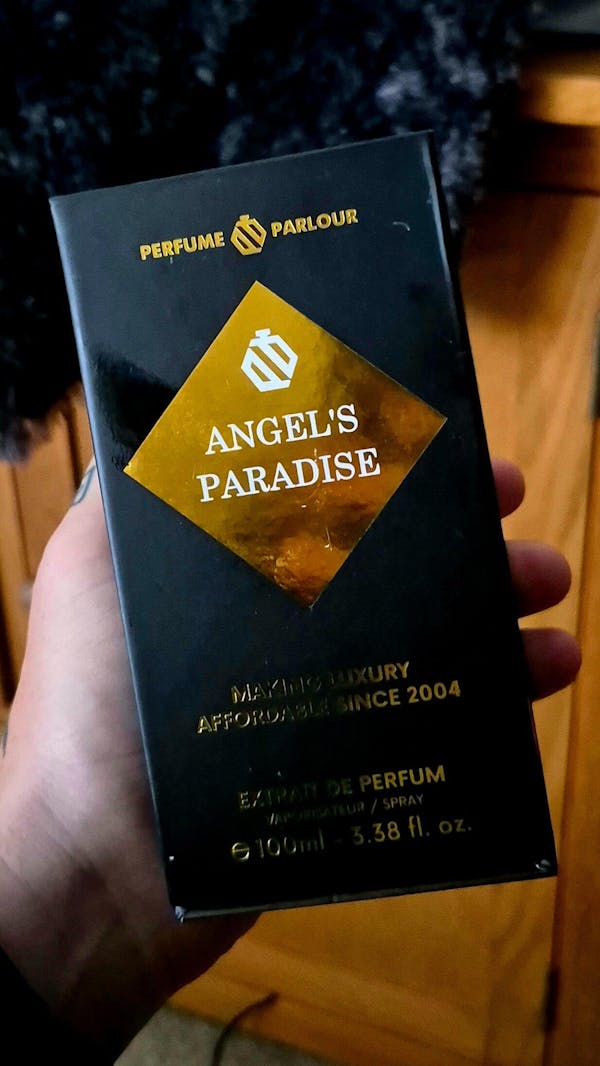 PERFUME PARLOUR
ANGEL'S
PARADISE
MAKING LUXURY
AFFORDABLE SINCE 2004
EXTRAIT DE PERFUM
VAPORISATEUR / SPRAY
℮ 100ml - 3.38 fl. oz.